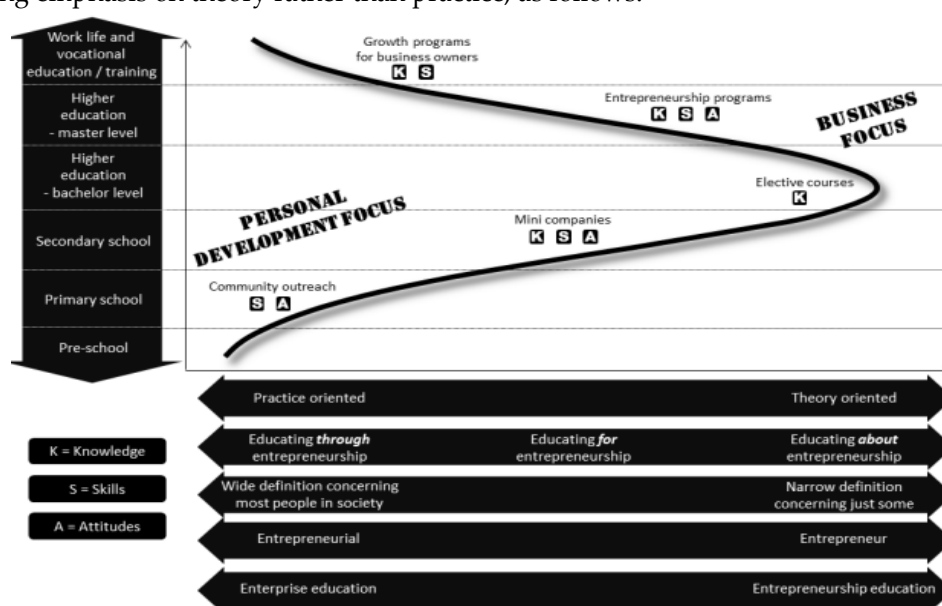 ng emphasis on theory rather than practice, as follows.
Work life and
vocational
education / training
Growth programs
for business owners
K S
Higher
education
- master level
Entrepreneurship programs
K S A
BUSINESS
FOCUS
Higher
education
- bachelor level
Elective courses
K
PERSONAL
DEVELOPMENT FOCUS
Mini companies
K S A
Secondary school
Community outreach
S A
Primary school
Pre-school
Practice oriented
Theory oriented
K = Knowledge
S = Skills
A = Attitudes
Educating through
entrepreneurship
Educating for
entrepreneurship
Educating about
entrepreneurship
Wide definition concerning
most people in society
Narrow definition
concerning just some
Entrepreneurial
Entrepreneur
Enterprise education
Entrepreneurship education